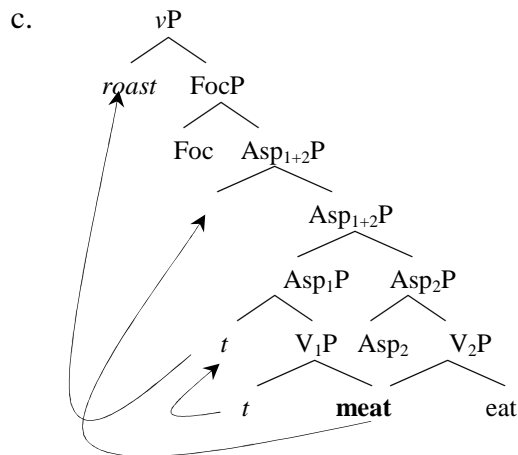 c. vP
roast FocP
Foc Asp₁₊₂P
Asp₁₊₂P
Asp₁P Asp₂P
t V₁P Asp₂ V₂P
t meat eat